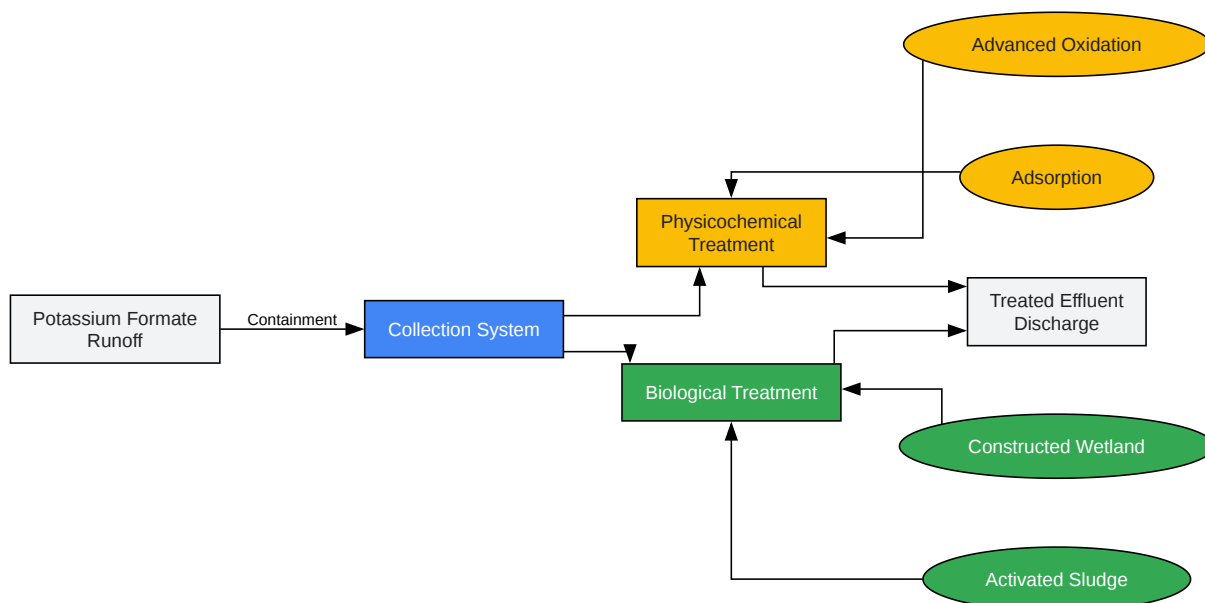 Advanced Oxidation
Adsorption
Physicochemical
Treatment
Treated Effluent
Discharge
Potassium Formate
Runoff
Containment
Collection System
Biological Treatment
Constructed Wetland
Activated Sludge